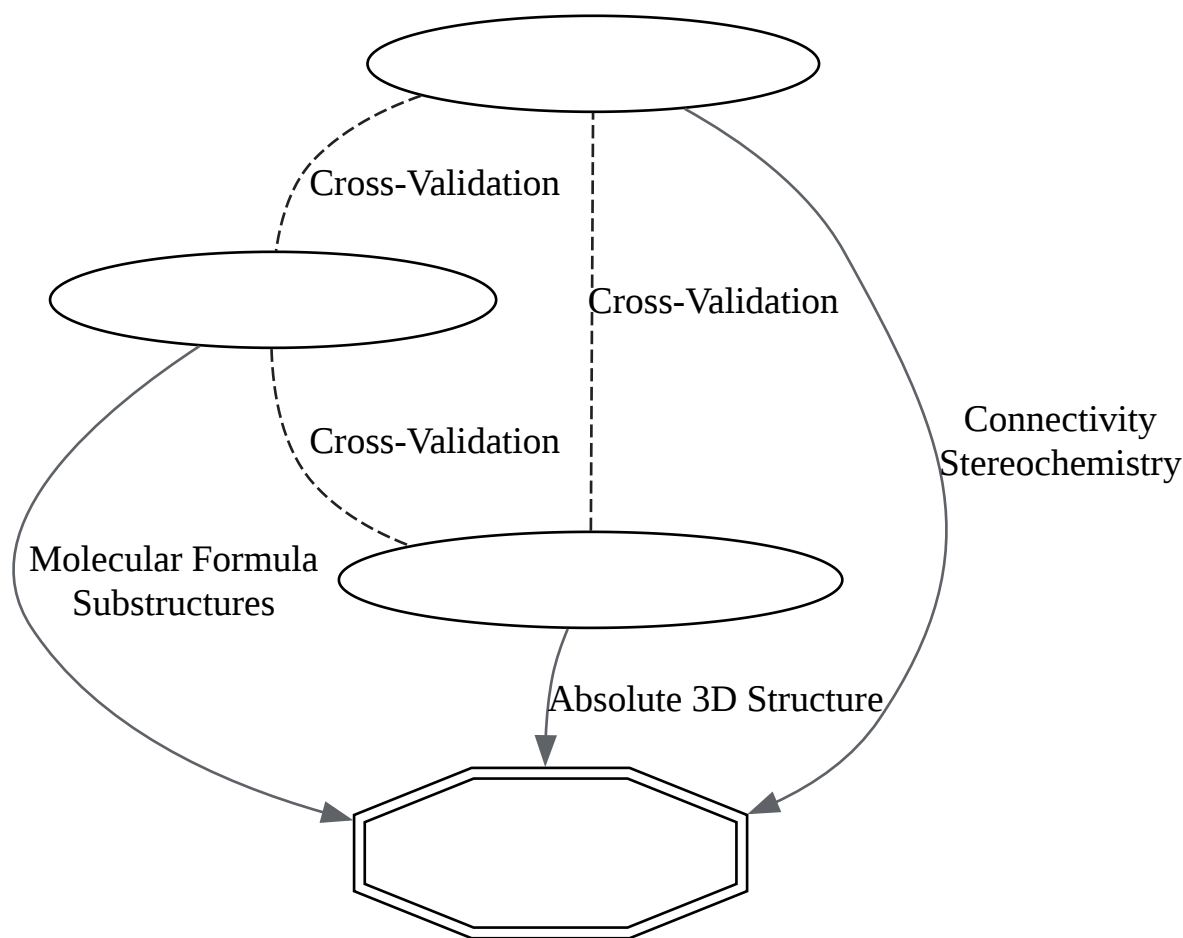 Cross-Validation
Cross-Validation
Connectivity
Stereochemistry
Cross-Validation
Molecular Formula
Substructures
Absolute 3D Structure